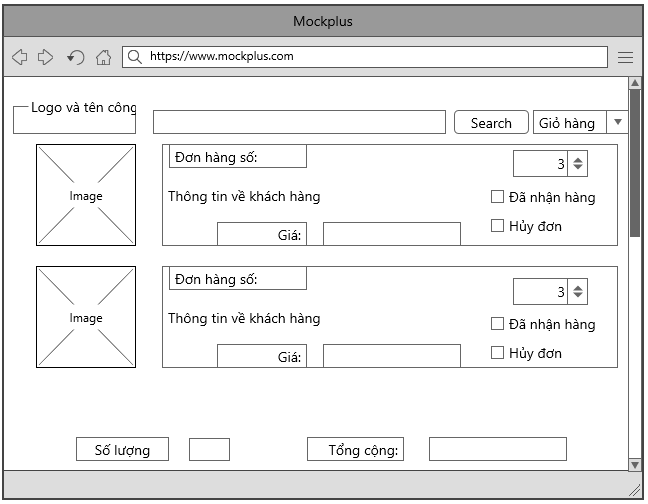 Mockplus
https://www.mockplus.com
Logo và tên công
Search
Giỏ hàng
Image
Đơn hàng số:
3
Thông tin về khách hàng
Đã nhận hàng
Hủy đơn
Giá:
Image
Đơn hàng số:
3
Thông tin về khách hàng
Đã nhận hàng
Hủy đơn
Giá:
Số lượng
Tổng cộng: